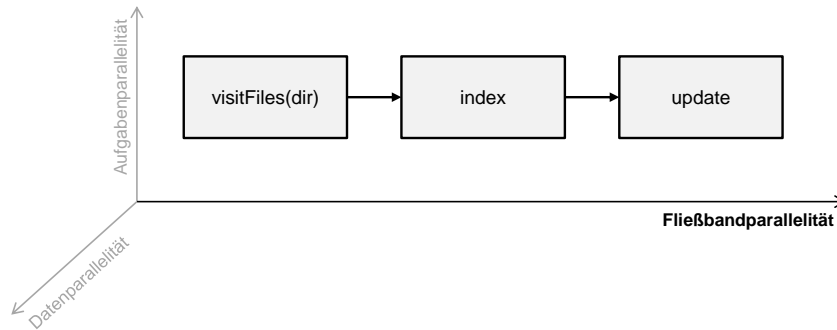 Aufgabenparallelität
visitFiles(dir)
index
update
Fließbandparallelität
Datenparallelität